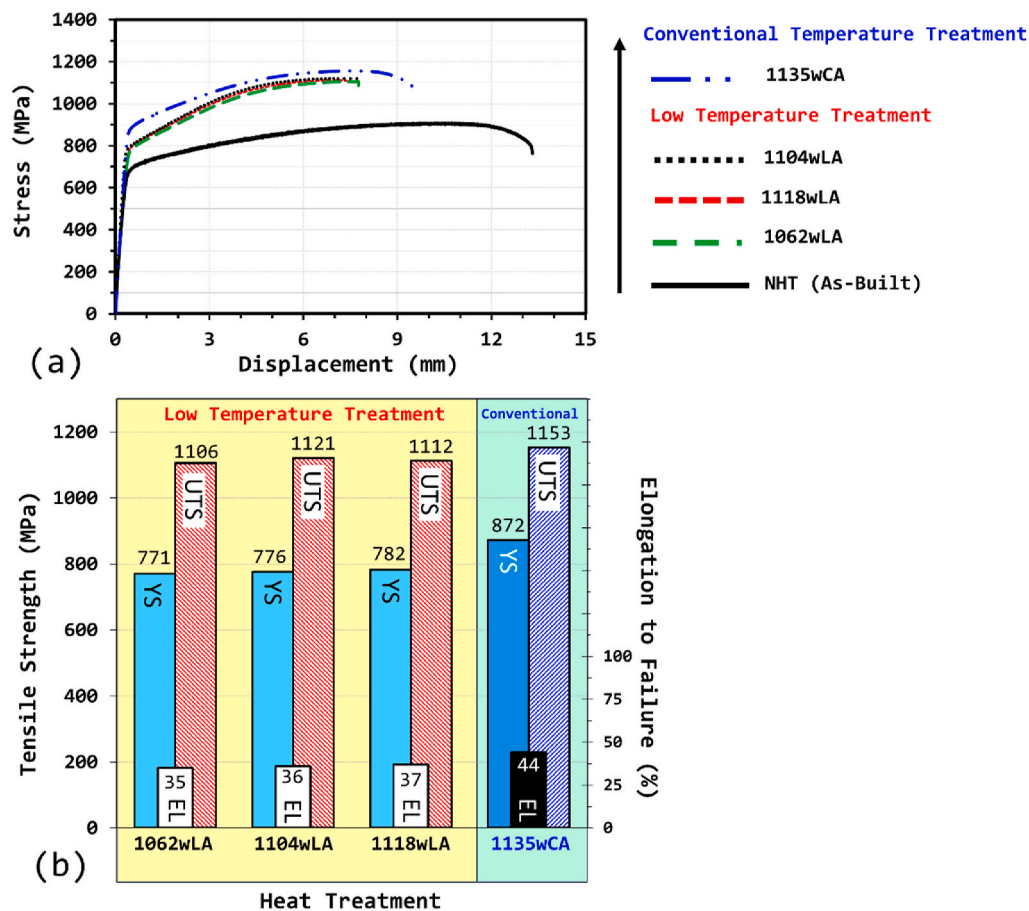 1400
1200
1000
800
600
400
200
0
Stress (MPa)
0 3 6 9 12 15
Displacement (mm)
(a)
Conventional Temperature Treatment
1135wCA
Low Temperature Treatment
1104wLA
1118wLA
1062wLA
NHT (As-Built)
Low Temperature Treatment
Conventional
1200
1000
800
600
400
200
0
Tensile Strength (MPa)
771 YS
1106 UTS
35 EL
776 YS
1121 UTS
36 EL
782 YS
1112 UTS
37 EL
872 YS
1153 UTS
44 EL
100
75
50
25
0
Elongation to Failure (%)
1062wLA 1104wLA 1118wLA 1135wCA
(b)
Heat Treatment